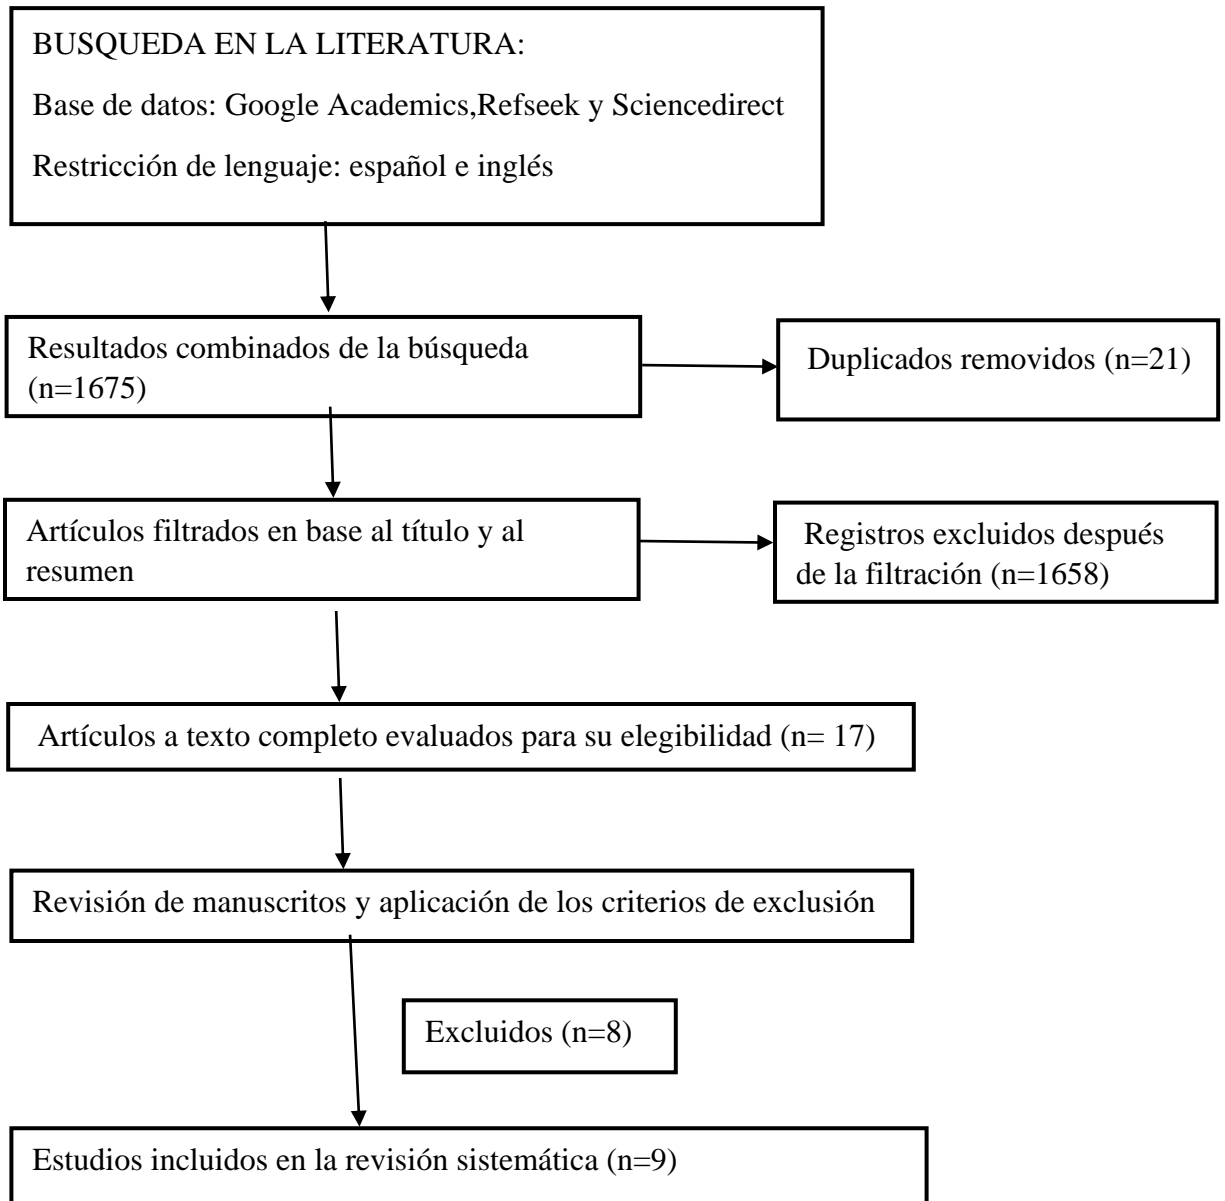 BUSQUEDA EN LA LITERATURA:
Base de datos: Google Academics,Refseek y Sciencedirect
Restricción de lenguaje: español e inglés
Resultados combinados de la búsqueda
(n=1675)
Duplicados removidos (n=21)
Artículos filtrados en base al título y al
resumen
Registros excluidos después
de la filtración (n=1658)
Artículos a texto completo evaluados para su elegibilidad (n= 17)
Revisión de manuscritos y aplicación de los criterios de exclusión
Excluidos (n=8)
Estudios incluidos en la revisión sistemática (n=9)